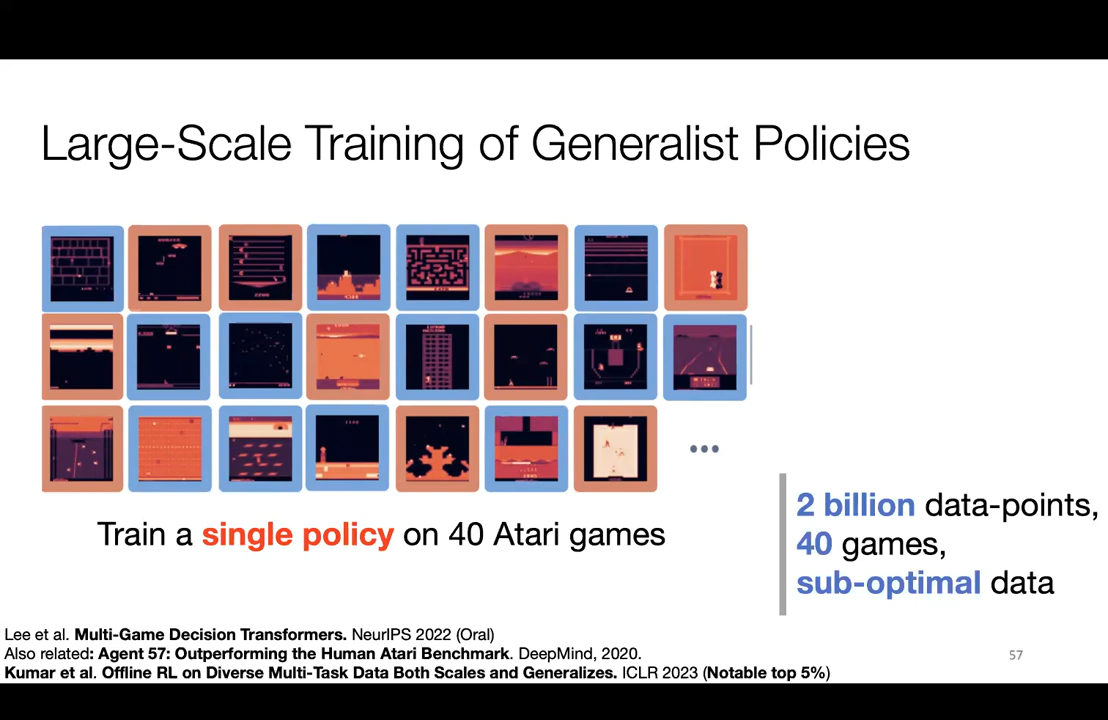 Large-Scale Training of Generalist Policies
Train a single policy on 40 Atari games
2 billion data-points,
40 games,
sub-optimal data
Lee et al. Multi-Game Decision Transformers. NeurIPS 2022 (Oral)
Also related: Agent 57: Outperforming the Human Atari Benchmark. DeepMind, 2020.
Kumar et al. Offline RL on Diverse Multi-Task Data Both Scales and Generalizes. ICLR 2023 (Notable top 5%)
57